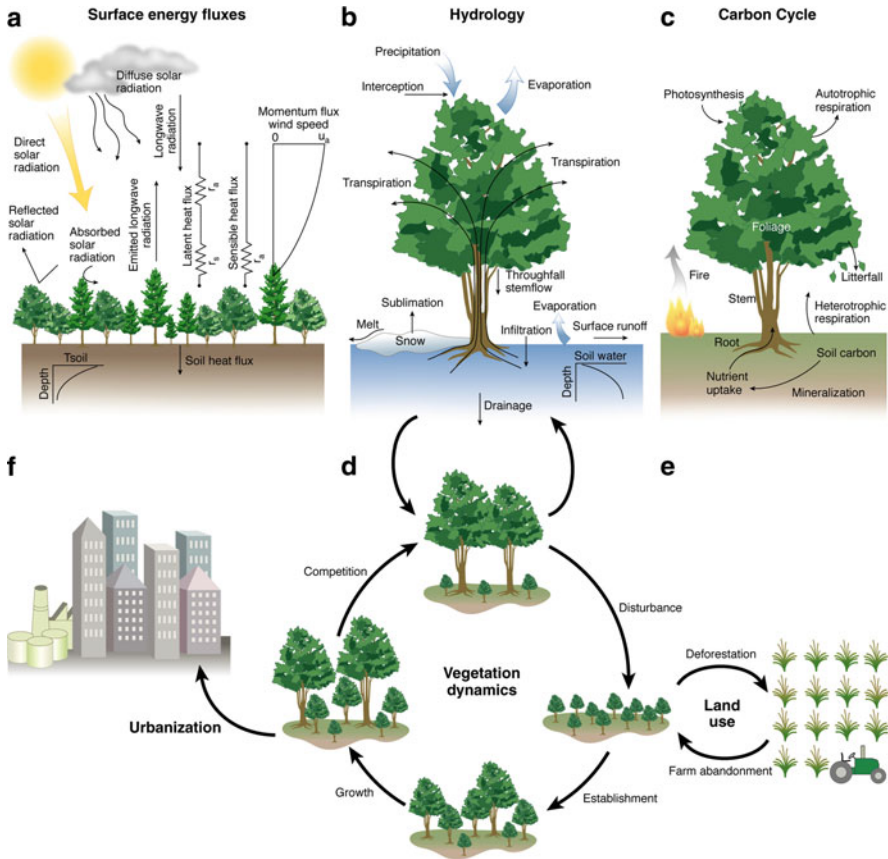 a
Surface energy fluxes
Diffuse solar
radiation
Longwave
radiation
Momentum flux
wind speed
0
uₐ
Direct
solar
radiation
Reflected
solar
radiation
Absorbed
solar
radiation
Emitted longwave
radiation
Latent heat flux
rₐ
rₛ
Sensible heat flux
rₐ
Tsoil
Depth
Soil heat flux
b
Hydrology
Precipitation
Interception
Evaporation
Transpiration
Transpiration
Throughfall
stemflow
Sublimation
Evaporation
Melt
Snow
Infiltration
Surface runoff
Soil water
Depth
Drainage
c
Carbon Cycle
Photosynthesis
Autotrophic
respiration
Foliage
Fire
Litterfall
Stem
Heterotrophic
respiration
Root
Soil carbon
Nutrient
uptake
Mineralization
f
d
e
Competition
Disturbance
Vegetation
dynamics
Deforestation
Land
use
Farm abandonment
Urbanization
Growth
Establishment